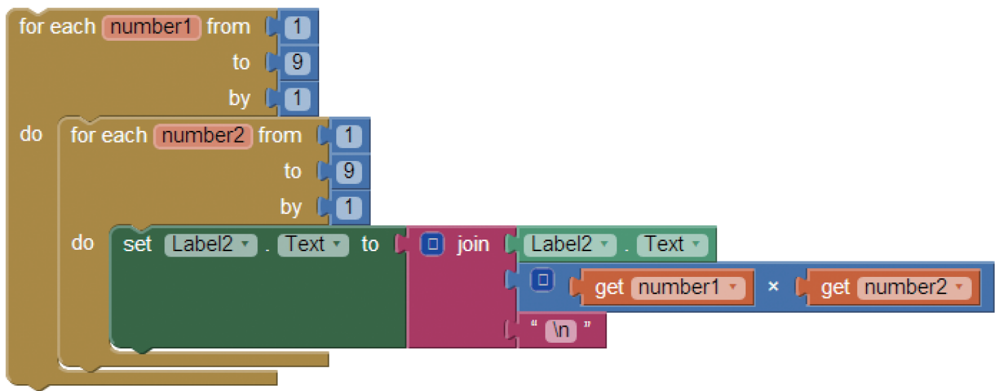 for each number1 from 1
to 9
by 1
do for each number2 from 1
to 9
by 1
do set Label2 . Text to join Label2 . Text
get number1 × get number2
“ \n ”